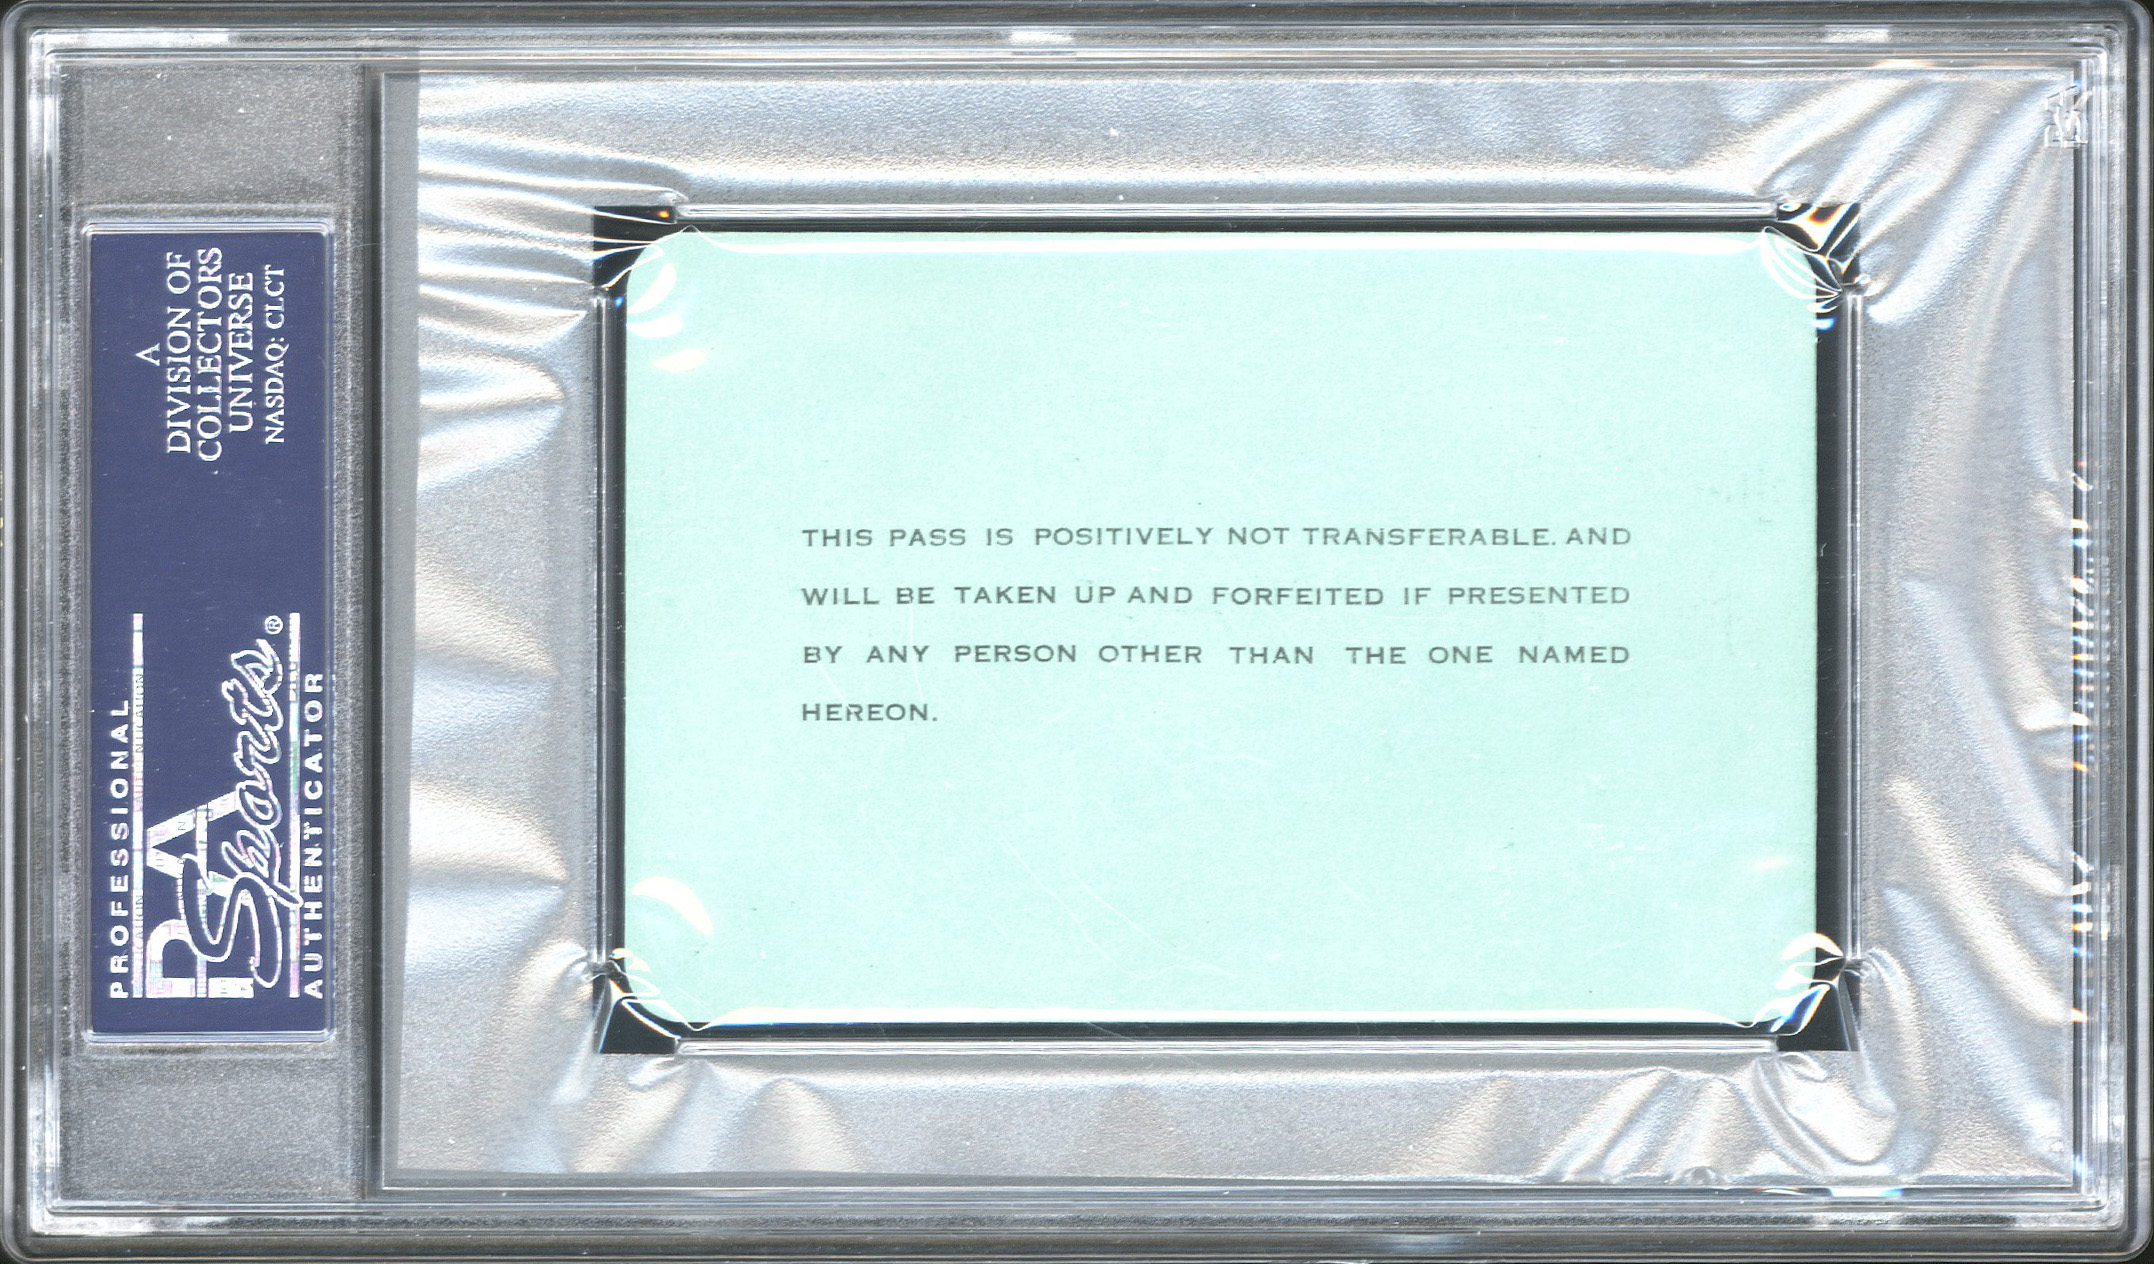 A
DIVISION OF
COLLECTORS
UNIVERSE
NASDAQ: CLCT
PROFESSIONAL
PSA
Sports®
AUTHENTICATOR
THIS PASS IS POSITIVELY NOT TRANSFERABLE. AND
WILL BE TAKEN UP AND FORFEITED IF PRESENTED
BY ANY PERSON OTHER THAN THE ONE NAMED
HEREON.
PSA